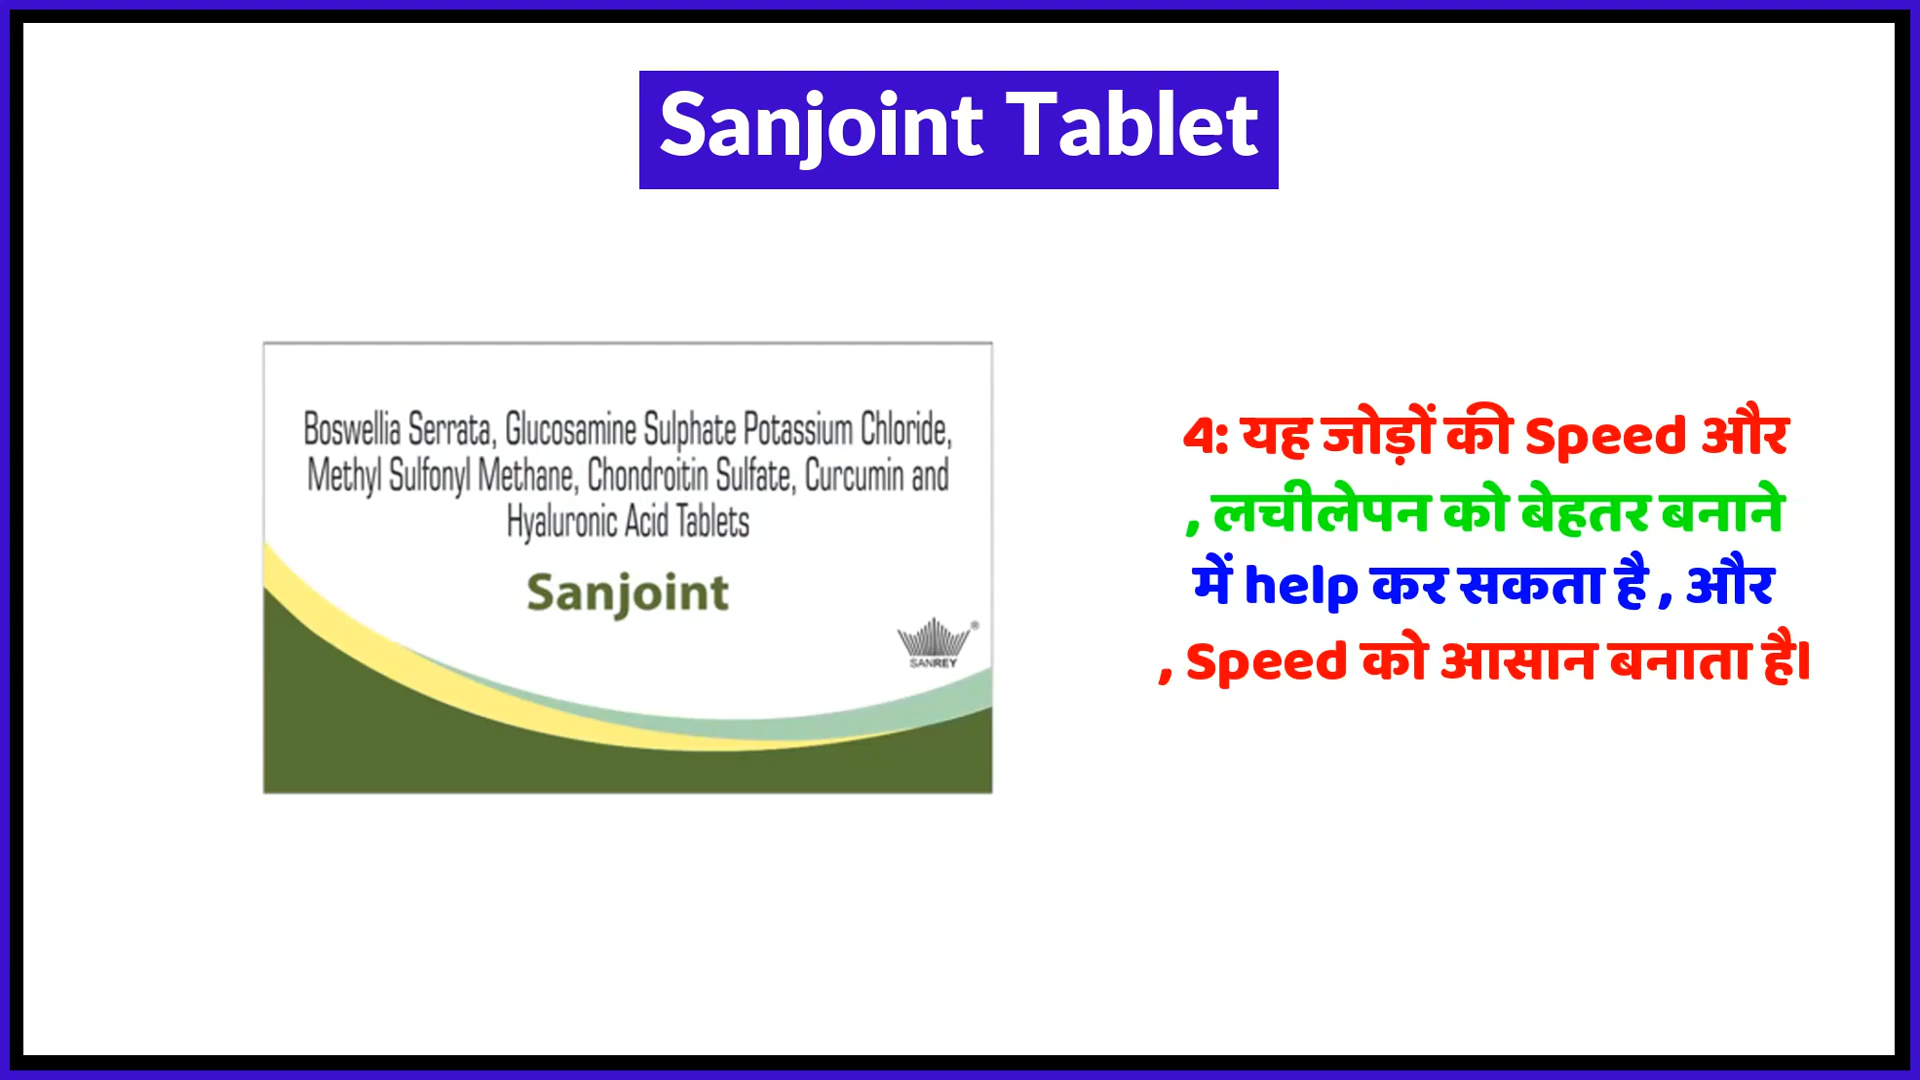 Sanjoint Tablet
Boswellia Serrata, Glucosamine Sulphate Potassium Chloride,
Methyl Sulfonyl Methane, Chondroitin Sulfate, Curcumin and
Hyaluronic Acid Tablets
Sanjoint
®
SANREY
4: यह जोड़ों की Speed और
, लचीलेपन को बेहतर बनाने
में help कर सकता है , और
, Speed को आसान बनाता है।